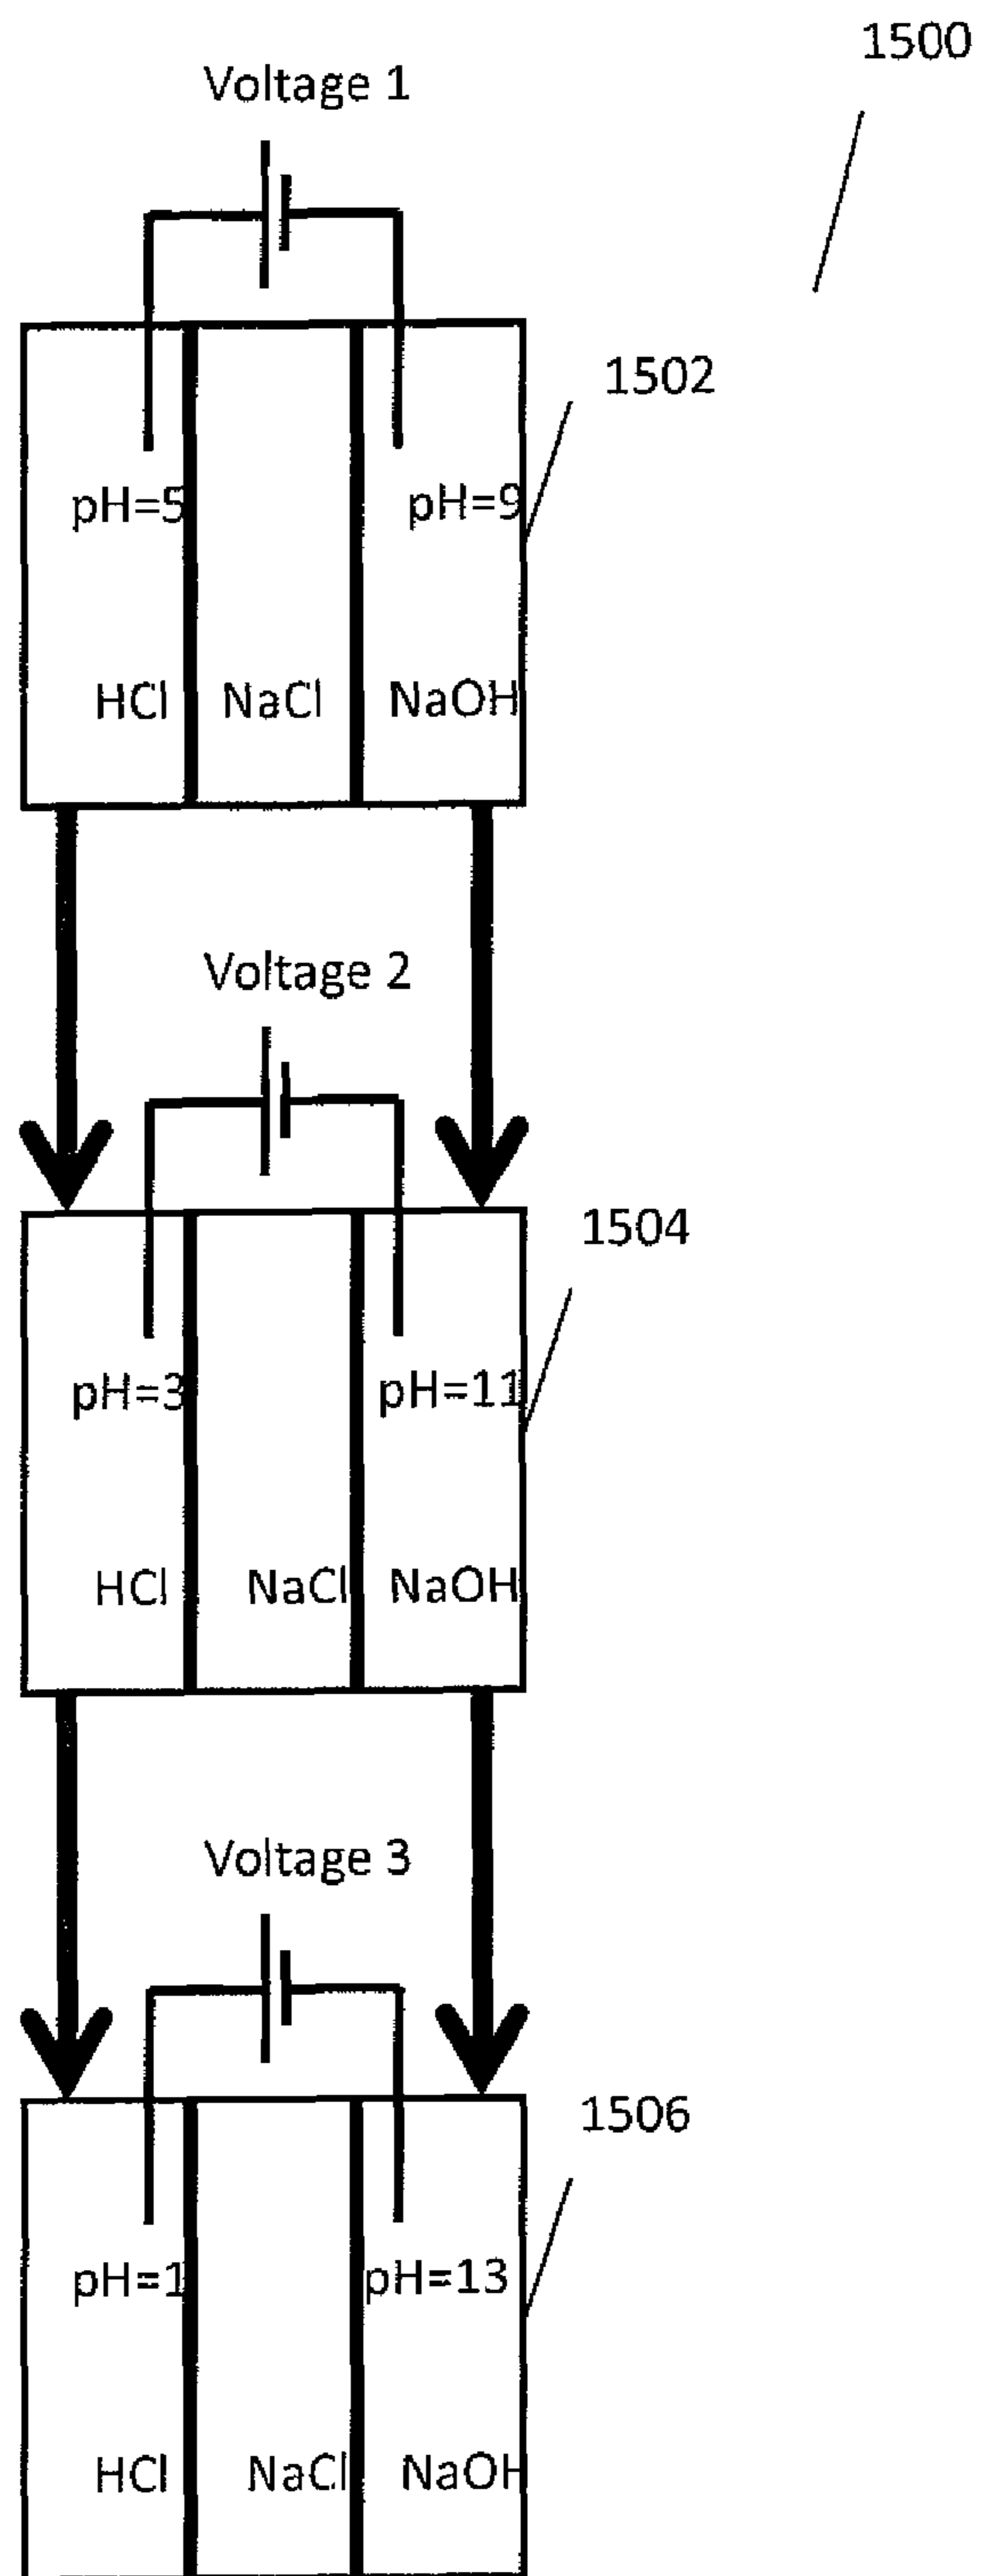 1500
Voltage 1
1502
pH=5 pH=9
HCl NaCl NaOH
Voltage 2
1504
pH=3 pH=11
HCl NaCl NaOH
Voltage 3
1506
pH=1 pH=13
HCl NaCl NaOH